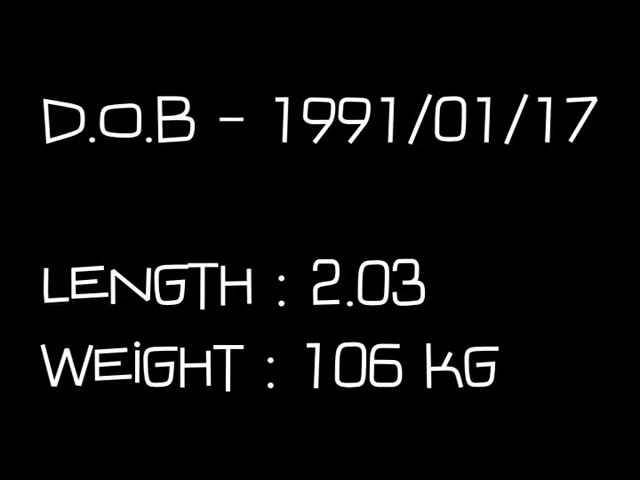 D.O.B - 1991/01/17
LENGTH : 2.03
WEiGHT : 106 KG